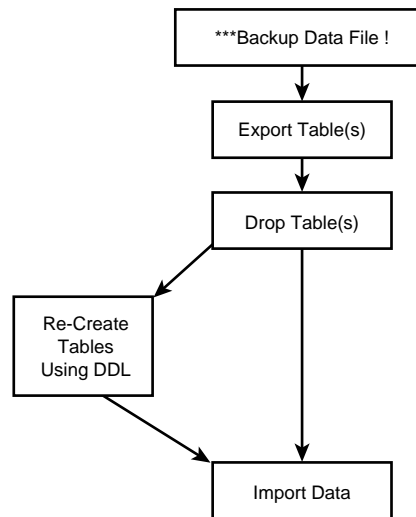 ***Backup Data File !
Export Table(s)
Drop Table(s)
Re-Create
Tables
Using DDL
Import Data